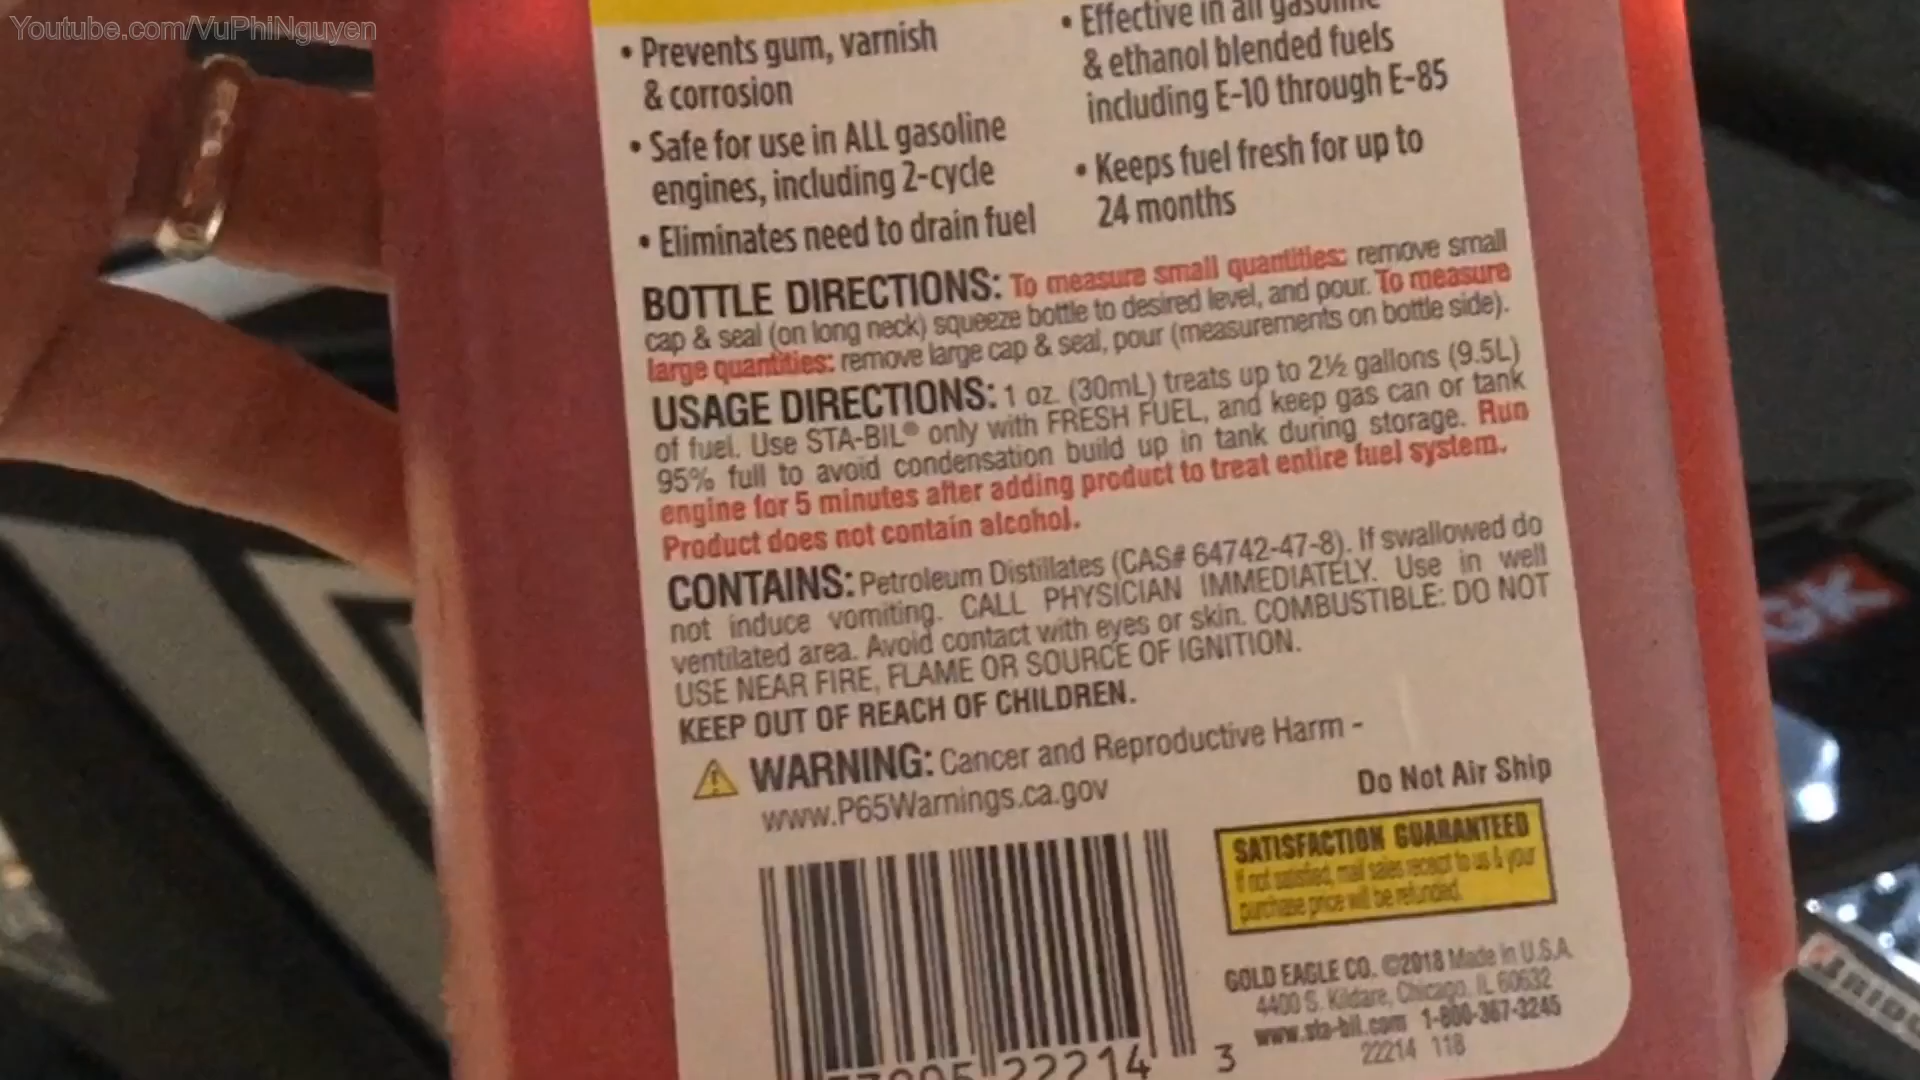 Youtube.com/VuPhiNguyen
• Prevents gum, varnish
& corrosion
• Safe for use in ALL gasoline
engines, including 2-cycle
• Eliminates need to drain fuel
• Effective in all gasoline
& ethanol blended fuels
including E-10 through E-85
• Keeps fuel fresh for up to
24 months
BOTTLE DIRECTIONS: To measure small quantities: remove small
cap & seal (on long neck) squeeze bottle to desired level, and pour. To measure
large quantities: remove large cap & seal, pour (measurements on bottle side).
USAGE DIRECTIONS: 1 oz. (30mL) treats up to 2½ gallons (9.5L)
of fuel. Use STA-BIL® only with FRESH FUEL, and keep gas can or tank
95% full to avoid condensation build up in tank during storage. Run
engine for 5 minutes after adding product to treat entire fuel system.
Product does not contain alcohol.
CONTAINS: Petroleum Distillates (CAS# 64742-47-8). If swallowed do
not induce vomiting. CALL PHYSICIAN IMMEDIATELY. Use in well
ventilated area. Avoid contact with eyes or skin. COMBUSTIBLE: DO NOT
USE NEAR FIRE, FLAME OR SOURCE OF IGNITION.
KEEP OUT OF REACH OF CHILDREN.
WARNING: Cancer and Reproductive Harm -
www.P65Warnings.ca.gov
Do Not Air Ship
SATISFACTION GUARANTEED
If not satisfied, mail sales receipt to us & your
purchase price will be refunded.
GOLD EAGLE CO. ©2018 Made in U.S.A.
4400 S. Kildare, Chicago, IL 60632
www.sta-bil.com 1-800-367-3245
22214 118
22214 3